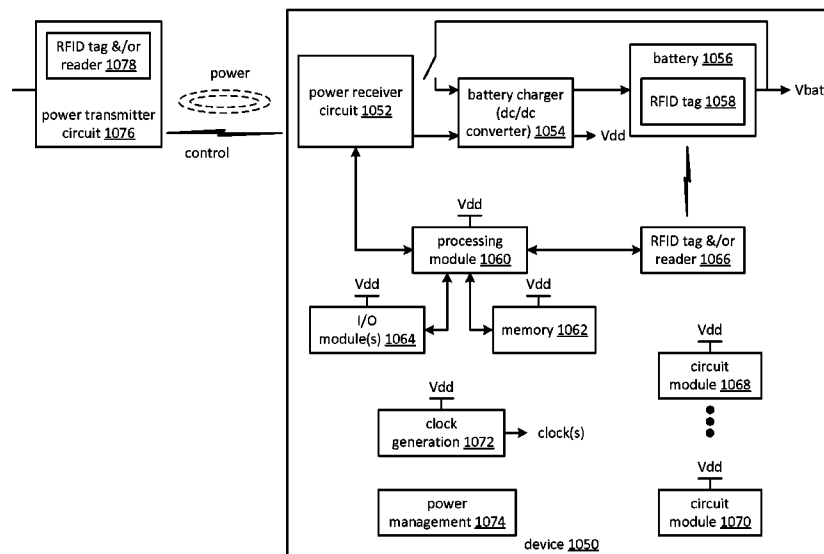 RFID tag &/or
reader 1078
power transmitter
circuit 1076
power
control
power receiver
circuit 1052
battery charger
(dc/dc
converter) 1054
battery 1056
RFID tag 1058
Vbat
Vdd
Vdd
processing
module 1060
RFID tag &/or
reader 1066
Vdd
I/O
module(s) 1064
Vdd
memory 1062
Vdd
circuit
module 1068
Vdd
clock
generation 1072
clock(s)
Vdd
circuit
module 1070
power
management 1074
device 1050